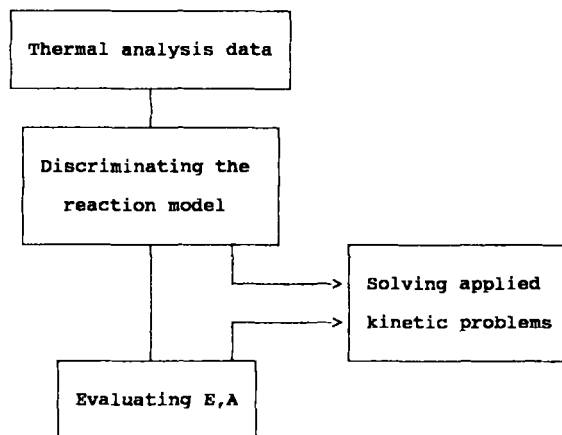 Thermal analysis data
Discriminating the
reaction model
Solving applied
kinetic problems
Evaluating E,A